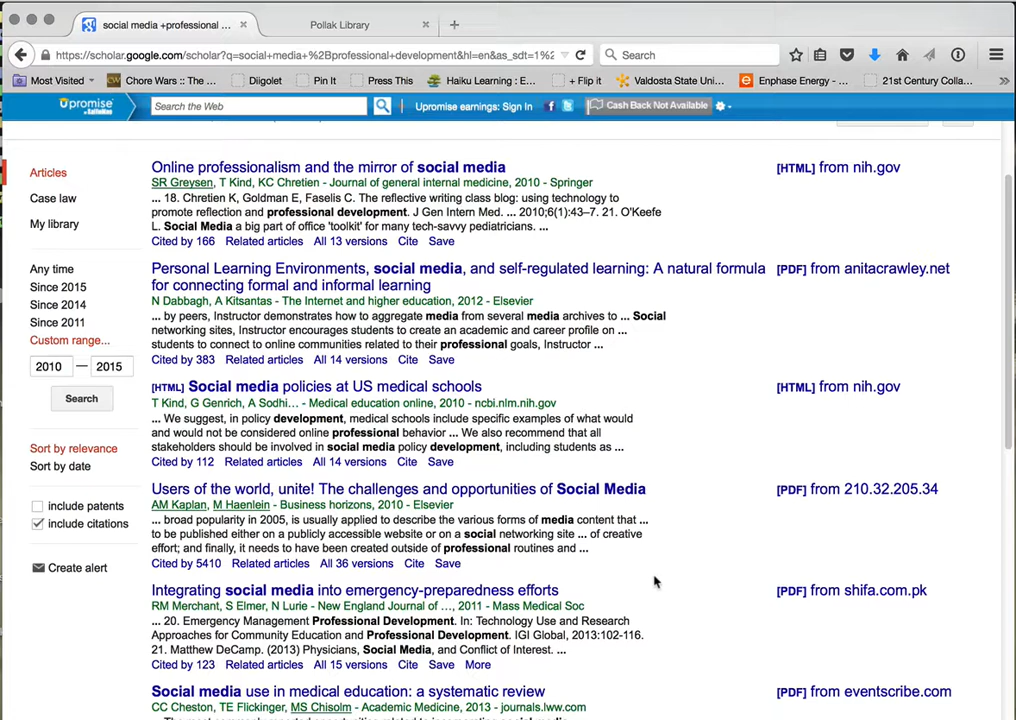 social media +professional ...
Pollak Library
https://scholar.google.com/scholar?q=social+media+%2Bprofessional+development&hl=en&as_sdt=1%2
Search
Most Visited
Chore Wars :: The ...
Diigolet
Pin It
Press This
Haiku Learning : E...
+ Flip it
Valdosta State Uni...
Enphase Energy - ...
21st Century Colla...
Upromise
by SallieMae
Search the Web
Upromise earnings: Sign In
Cash Back Not Available
Articles
Case law
My library
Any time
Since 2015
Since 2014
Since 2011
Custom range...
2010 — 2015
Search
Sort by relevance
Sort by date
include patents
include citations
Create alert
Online professionalism and the mirror of social media
[HTML] from nih.gov
SR Greysen, T Kind, KC Chretien - Journal of general internal medicine, 2010 - Springer
... 18. Chretien K, Goldman E, Faselis C. The reflective writing class blog: using technology to
promote reflection and professional development. J Gen Intern Med. ... 2010;6(1):43–7. 21. O'Keefe
L. Social Media a big part of office 'toolkit' for many tech-savvy pediatricians. ...
Cited by 166 Related articles All 13 versions Cite Save
Personal Learning Environments, social media, and self-regulated learning: A natural formula
for connecting formal and informal learning
[PDF] from anitacrawley.net
N Dabbagh, A Kitsantas - The Internet and higher education, 2012 - Elsevier
... by peers, Instructor demonstrates how to aggregate media from several media archives to ... Social
networking sites, Instructor encourages students to create an academic and career profile on ...
students to connect to online communities related to their professional goals, Instructor ...
Cited by 383 Related articles All 14 versions Cite Save
[HTML] Social media policies at US medical schools
[HTML] from nih.gov
T Kind, G Genrich, A Sodhi... - Medical education online, 2010 - ncbi.nlm.nih.gov
... We suggest, in policy development, medical schools include specific examples of what would
and would not be considered online professional behavior ... We also recommend that all
stakeholders should be involved in social media policy development, including students as ...
Cited by 112 Related articles All 14 versions Cite Save
Users of the world, unite! The challenges and opportunities of Social Media
[PDF] from 210.32.205.34
AM Kaplan, M Haenlein - Business horizons, 2010 - Elsevier
... broad popularity in 2005, is usually applied to describe the various forms of media content that ...
to be published either on a publicly accessible website or on a social networking site ... of creative
effort; and finally, it needs to have been created outside of professional routines and ...
Cited by 5410 Related articles All 36 versions Cite Save
Integrating social media into emergency-preparedness efforts
[PDF] from shifa.com.pk
RM Merchant, S Elmer, N Lurie - New England Journal of ..., 2011 - Mass Medical Soc
... 20. Emergency Management Professional Development. In: Technology Use and Research
Approaches for Community Education and Professional Development. IGI Global, 2013:102-116.
21. Matthew DeCamp. (2013) Physicians, Social Media, and Conflict of Interest. ...
Cited by 123 Related articles All 15 versions Cite Save More
Social media use in medical education: a systematic review
[PDF] from eventscribe.com
CC Cheston, TE Flickinger, MS Chisolm - Academic Medicine, 2013 - journals.lww.com